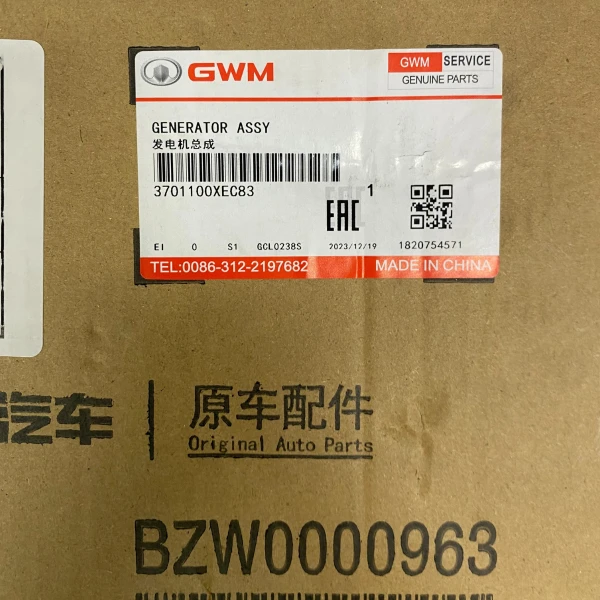 GWM
GWM SERVICE
GENUINE PARTS
GENERATOR ASSY
发电机总成
3701100XEC83
EAC
1
EI 0 S1 GCL0238S 2023/12/19 1820754571
TEL:0086-312-2197682 MADE IN CHINA
汽车 原车配件
Original Auto Parts
BZW0000963